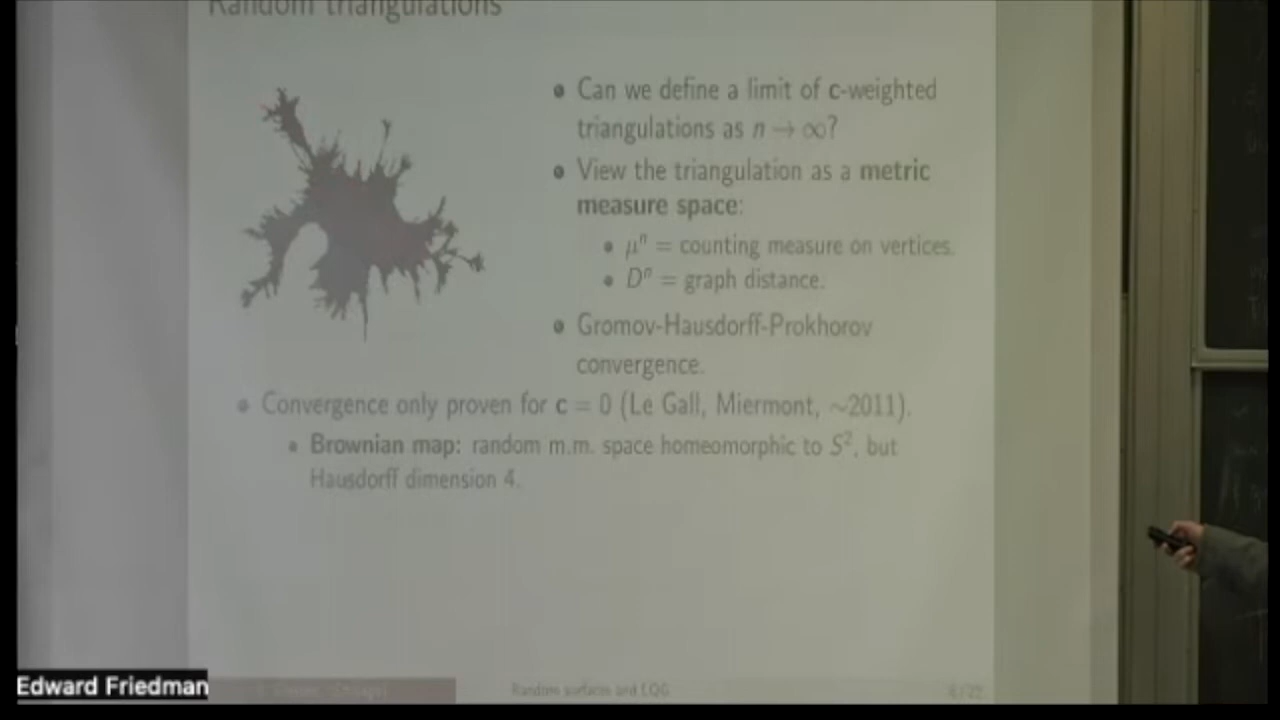 Random triangulations
• Can we define a limit of c-weighted
triangulations as n → ∞?
• View the triangulation as a metric
measure space:
• μⁿ = counting measure on vertices.
• Dⁿ = graph distance.
• Gromov-Hausdorff-Prokhorov
convergence.
• Convergence only proven for c = 0 (Le Gall, Miermont, ~2011).
• Brownian map: random m.m. space homeomorphic to S², but
Hausdorff dimension 4.
Edward Friedman
Random surfaces and LQG